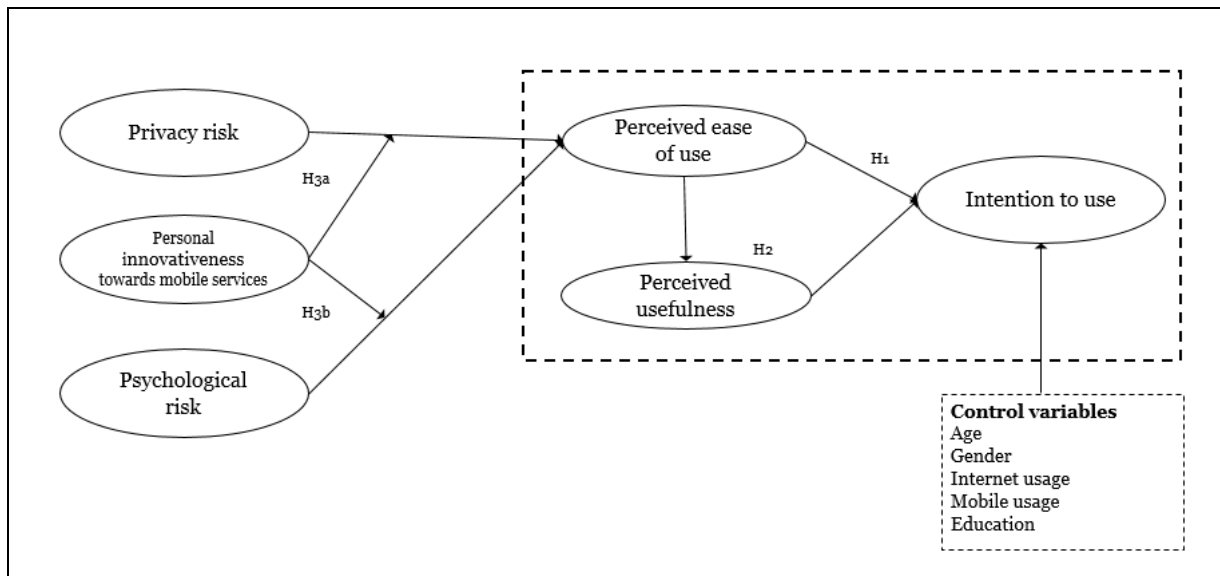 Privacy risk
H3a
Personal
innovativeness
towards mobile services
H3b
Psychological
risk
Perceived ease
of use
H1
H2
Perceived
usefulness
Intention to use
Control variables
Age
Gender
Internet usage
Mobile usage
Education